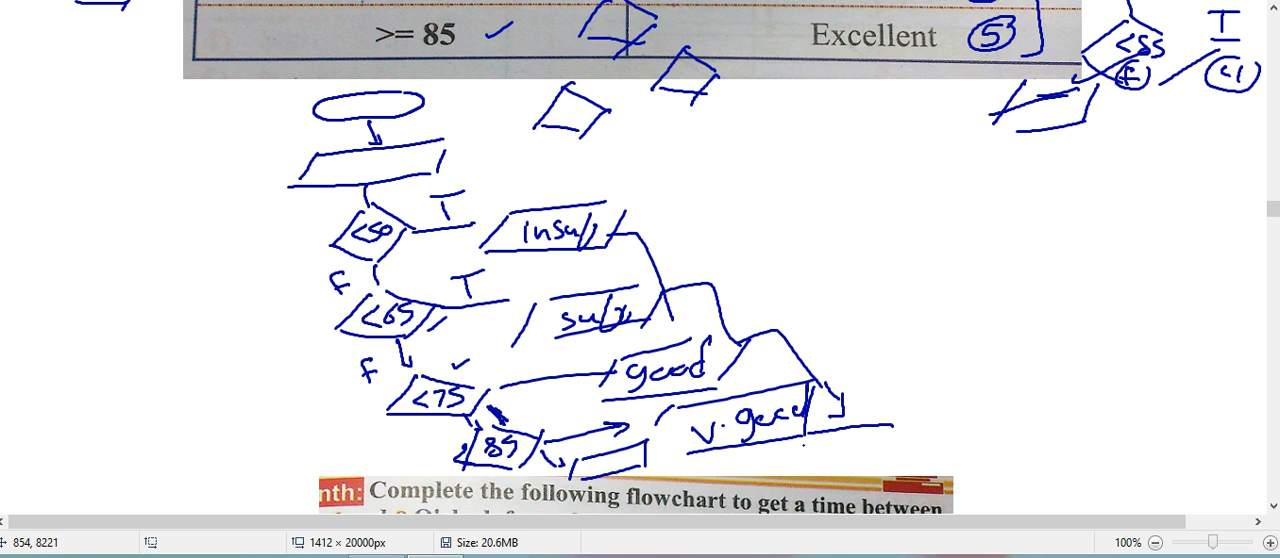 >= 85 Excellent 5
<55 T
F <1
T
<50 insuf
F T
<65 suf
F
<75 good
<85 v.good
nth: Complete the following flowchart to get a time between
854, 8221 1412 × 20000px Size: 20.6MB 100%